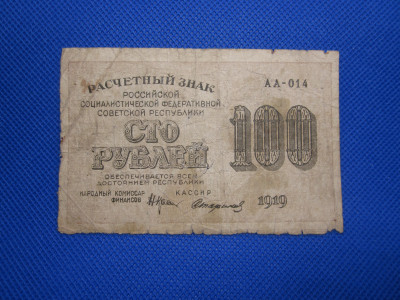 РАСЧЕТНЫЙ ЗНАК
АА-014
РОССИЙСКОЙ
СОЦИАЛИСТИЧЕСКОЙ ФЕДЕРАТИВНОЙ
СОВЕТСКОЙ РЕСПУБЛИКИ
СТО
РУБЛЕЙ
100
ОБЕСПЕЧИВАЕТСЯ ВСЕМ
ДОСТОЯНИЕМ РЕСПУБЛИКИ
НАРОДНЫЙ КОМИССАР
ФИНАНСОВ
КАССИР
1919